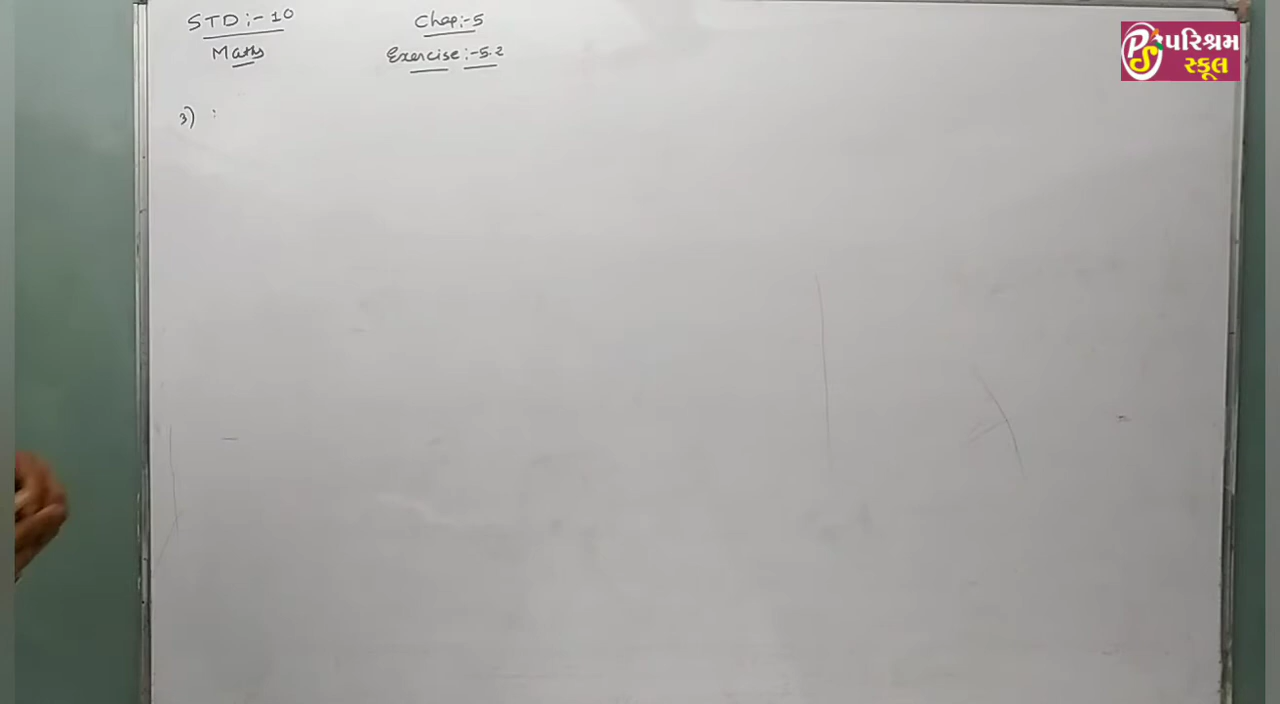 STD :- 10
Chap :- 5
Maths
Exercise :- 5.2
પરિશ્રમ
સ્કૂલ
3) :